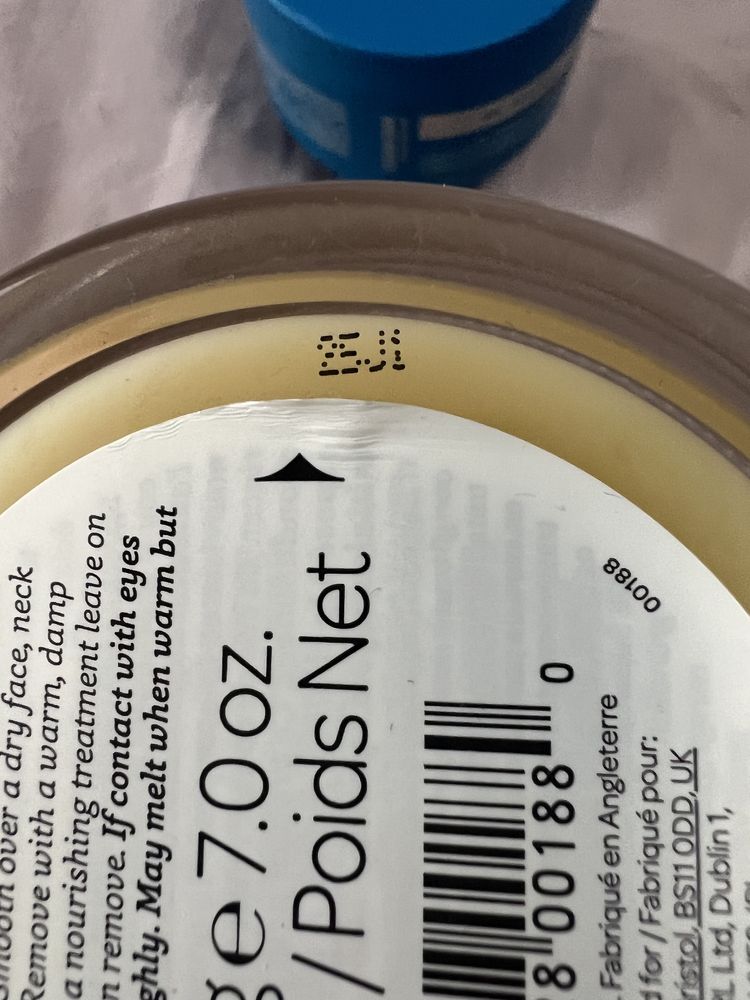 over a dry face, neck
Remove with a warm, damp
a nourishing treatment leave on
remove. If contact with eyes
May melt when warm but
e 7.0 oz.
/ Poids Net
8 00188 0
00188
Fabriqué en Angleterre
for / Fabriqué pour:
BS11 0DD, UK
Ltd, Dublin 1,